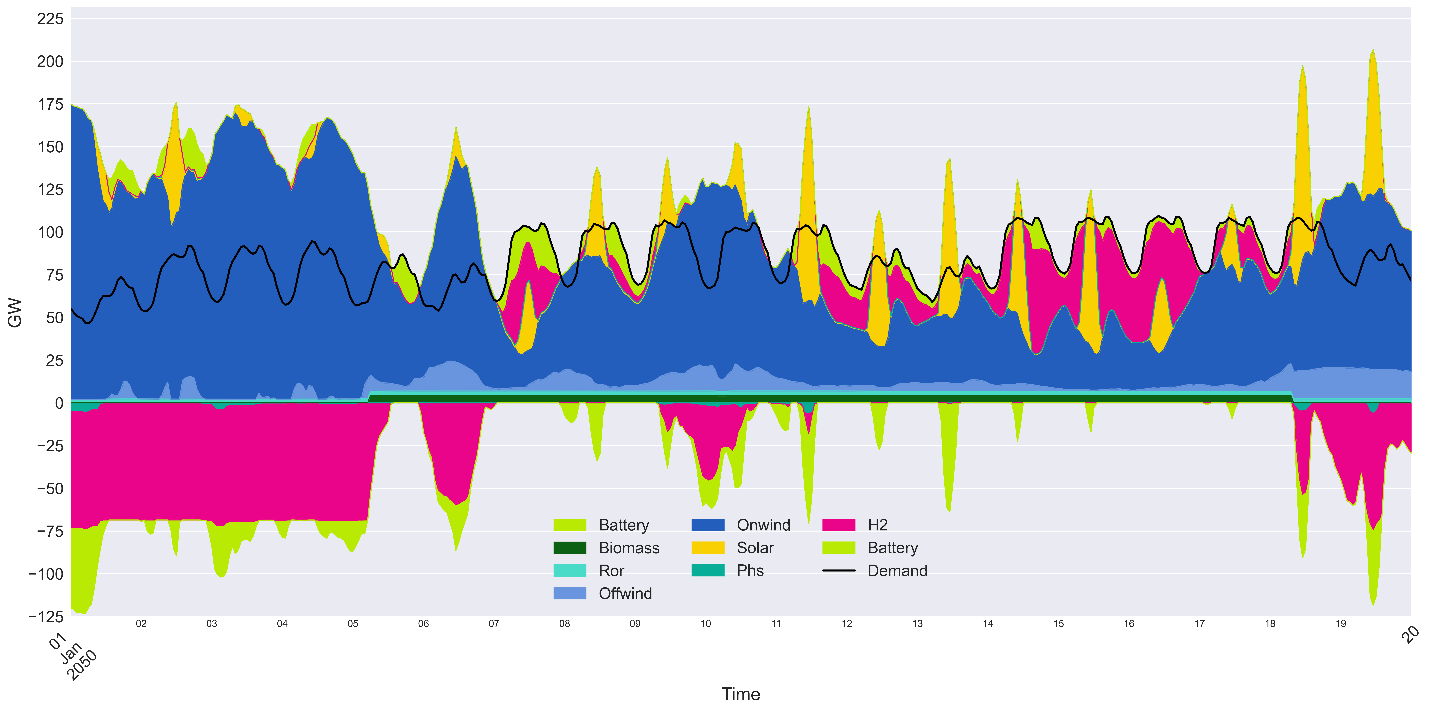 225
200
175
150
125
100
75
50
25
0
−25
−50
−75
−100
−125
GW
01
Jan
2050
02
03
04
05
06
07
08
09
10
11
12
13
14
15
16
17
18
19
20
Time
Battery
Biomass
Ror
Offwind
Onwind
Solar
Phs
H2
Battery
Demand